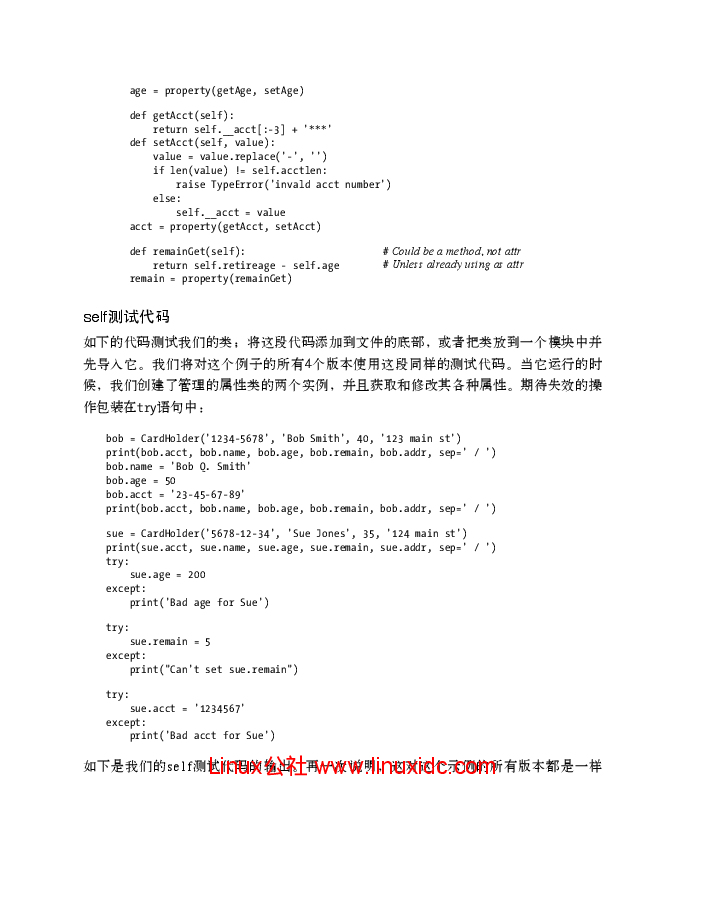 age = property(getAge, setAge)
def getAcct(self):
return self.__acct[:-3] + '***'
def setAcct(self, value):
value = value.replace('-', '')
if len(value) != self.acctlen:
raise TypeError('invald acct number')
else:
self.__acct = value
acct = property(getAcct, setAcct)
def remainGet(self): # Could be a method, not attr
return self.retireage - self.age # Unless already using as attr
remain = property(remainGet)
self测试代码
如下的代码测试我们的类；将这段代码添加到文件的底部，或者把类放到一个模块中并
先导入它。我们将对这个例子的所有4个版本使用这段同样的测试代码。当它运行的时
候，我们创建了管理的属性类的两个实例，并且获取和修改其各种属性。期待失效的操
作包装在try语句中：
bob = CardHolder('1234-5678', 'Bob Smith', 40, '123 main st')
print(bob.acct, bob.name, bob.age, bob.remain, bob.addr, sep=' / ')
bob.name = 'Bob Q. Smith'
bob.age = 50
bob.acct = '23-45-67-89'
print(bob.acct, bob.name, bob.age, bob.remain, bob.addr, sep=' / ')
sue = CardHolder('5678-12-34', 'Sue Jones', 35, '124 main st')
print(sue.acct, sue.name, sue.age, sue.remain, sue.addr, sep=' / ')
try:
sue.age = 200
except:
print('Bad age for Sue')
try:
sue.remain = 5
except:
print("Can't set sue.remain")
try:
sue.acct = '1234567'
except:
print('Bad acct for Sue')
如下是我们的self测试代码的输出。再一次说明，这对这个示例的所有版本都是一样
Linux公社 www.linuxidc.com